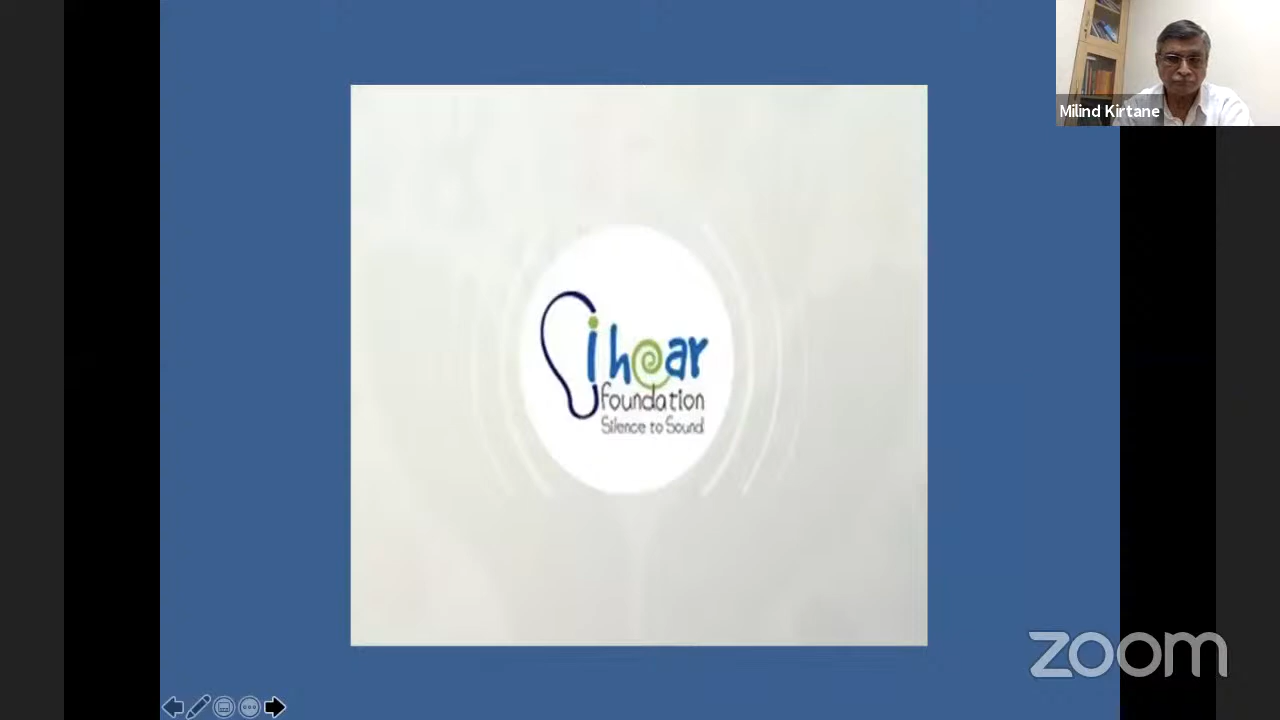 Milind Kirtane
i hear
foundation
Silence to Sound
zoom